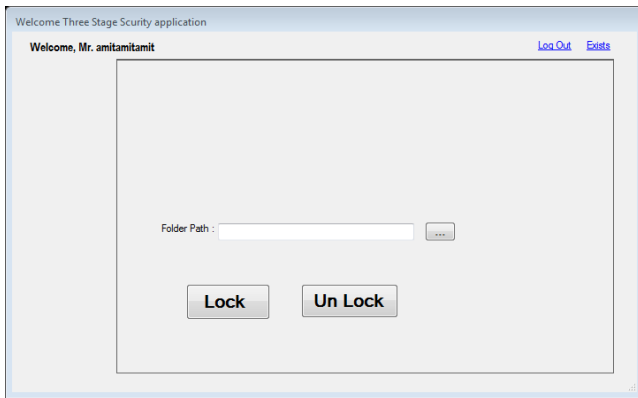 Welcome Three Stage Scurity application
Welcome, Mr. amitamitamit
Log Out Exists
Folder Path :
...
Lock
Un Lock